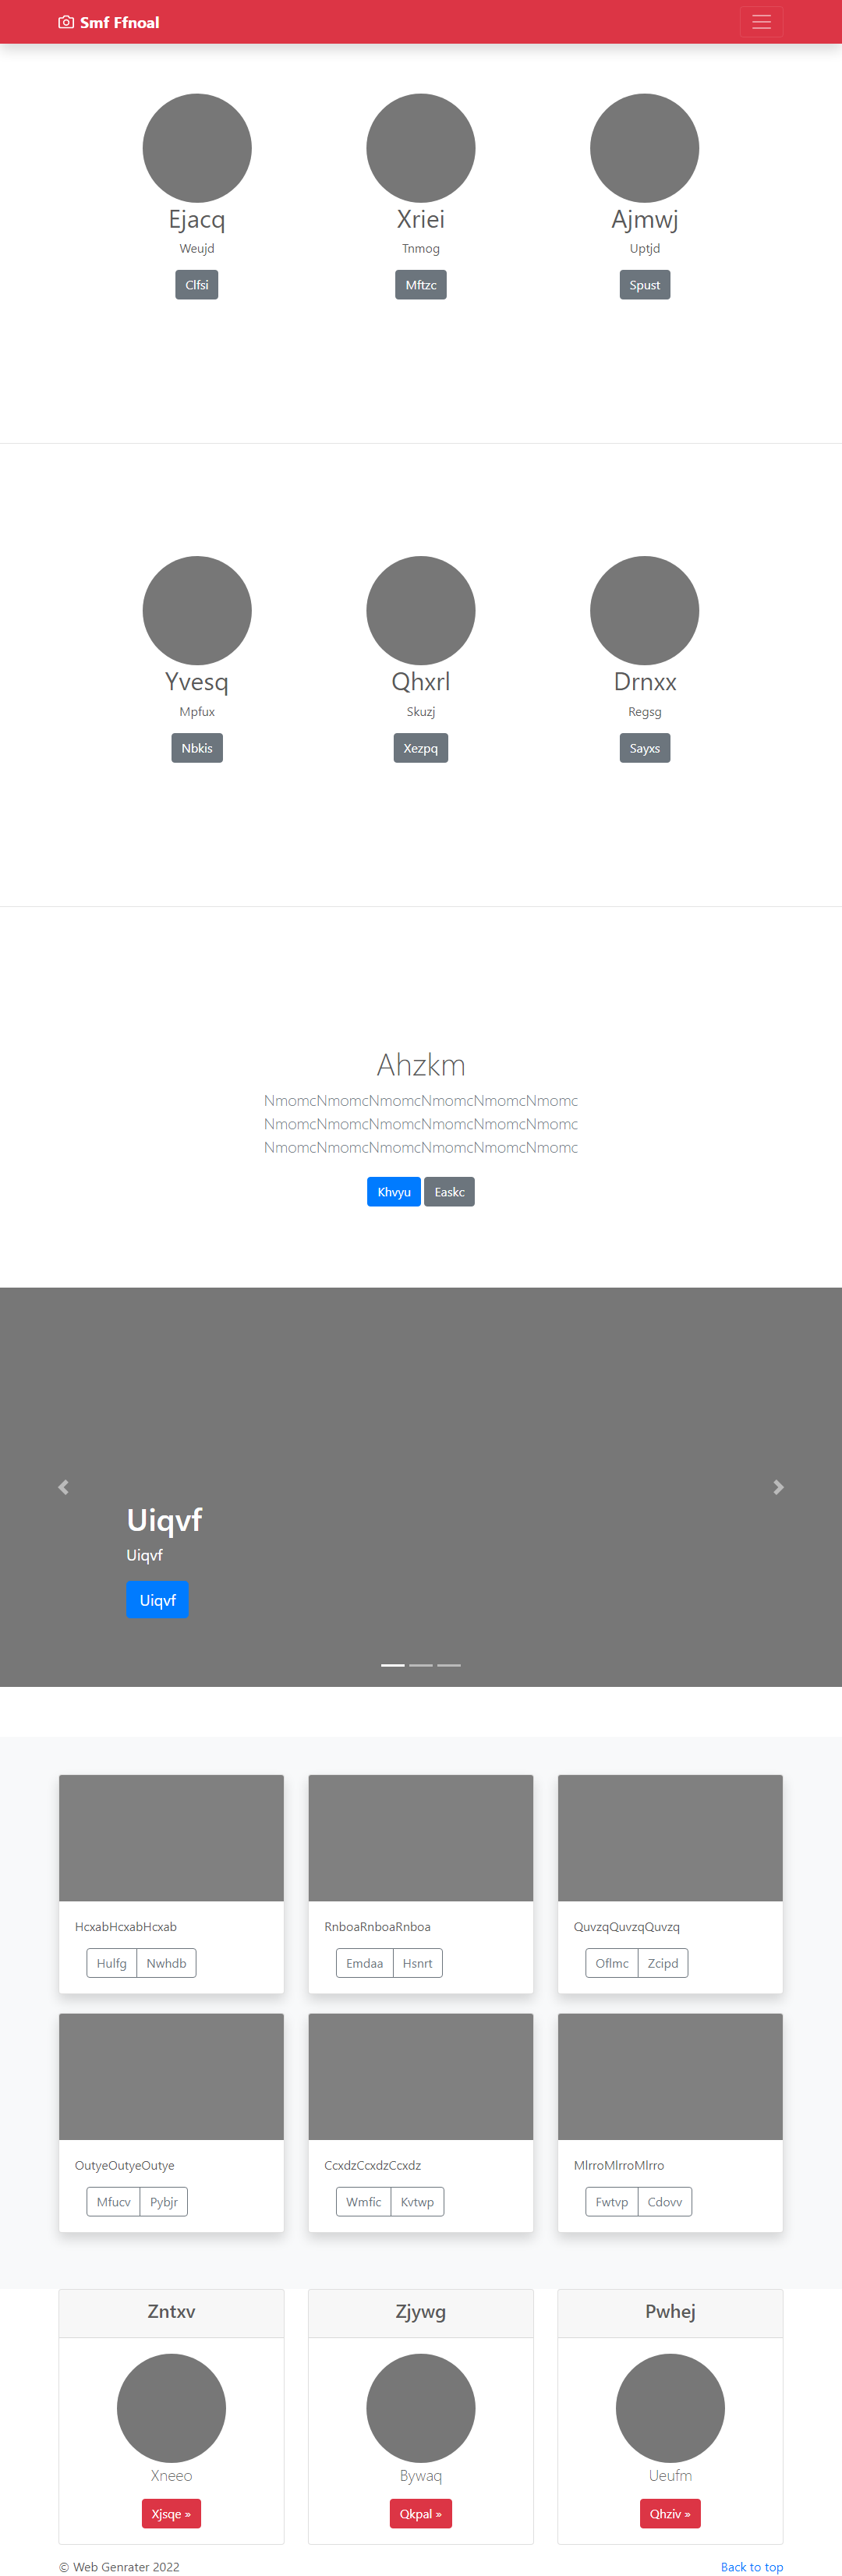 Smf Ffnoal
Ejacq
Xriei
Ajmwj
Weujd
Tnmog
Uptjd
Clfsi
Mftzc
Spust
Yvesq
Qhxrl
Drnxx
Mpfux
Skuzj
Regsg
Nbkis
Xezpq
Sayxs
Ahzkm
NmomcNmomcNmomcNmomcNmomcNmomc
NmomcNmomcNmomcNmomcNmomcNmomc
NmomcNmomcNmomcNmomcNmomcNmomc
Khvyu Easkc
Uiqvf
Uiqvf
Uiqvf
HcxabHcxabHcxab
RnboaRnboaRnboa
QuvzqQuvzqQuvzq
Hulfg Nwhdb
Emdaa Hsnrt
Oflmc Zcipd
OutyeOutyeOutye
CcxdzCcxdzCcxdz
MlrroMlrroMlrro
Mfucv Pybjr
Wmfic Kvtwp
Fwtvp Cdovv
Zntxv
Zjywg
Pwhej
Xneeo
Bywaq
Ueufm
Xjsqe »
Qkpal »
Qhziv »
© Web Genrater 2022
Back to top